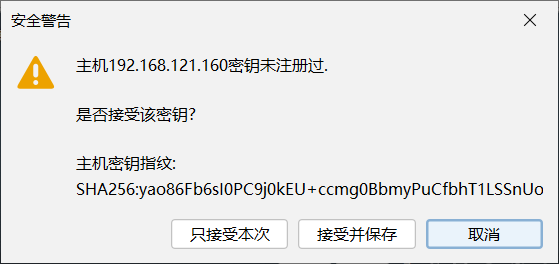 安全警告
主机192.168.121.160密钥未注册过.
是否接受该密钥?
主机密钥指纹:
SHA256:yao86Fb6sI0PC9j0kEU+ccmg0BbmyPuCfbhT1LSSnUo
只接受本次
接受并保存
取消